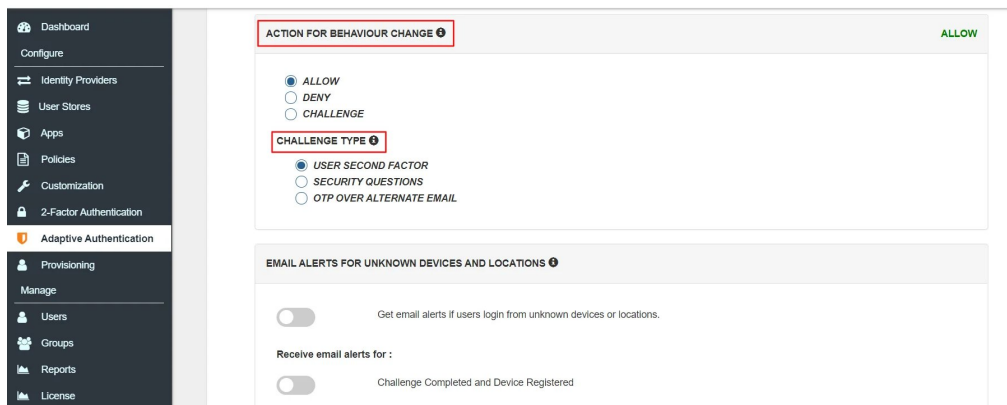 Dashboard
Configure
Identity Providers
User Stores
Apps
Policies
Customization
2-Factor Authentication
Adaptive Authentication
Provisioning
Manage
Users
Groups
Reports
License
ACTION FOR BEHAVIOUR CHANGE
ALLOW
ALLOW
DENY
CHALLENGE
CHALLENGE TYPE
USER SECOND FACTOR
SECURITY QUESTIONS
OTP OVER ALTERNATE EMAIL
EMAIL ALERTS FOR UNKNOWN DEVICES AND LOCATIONS
Get email alerts if users login from unknown devices or locations.
Receive email alerts for :
Challenge Completed and Device Registered